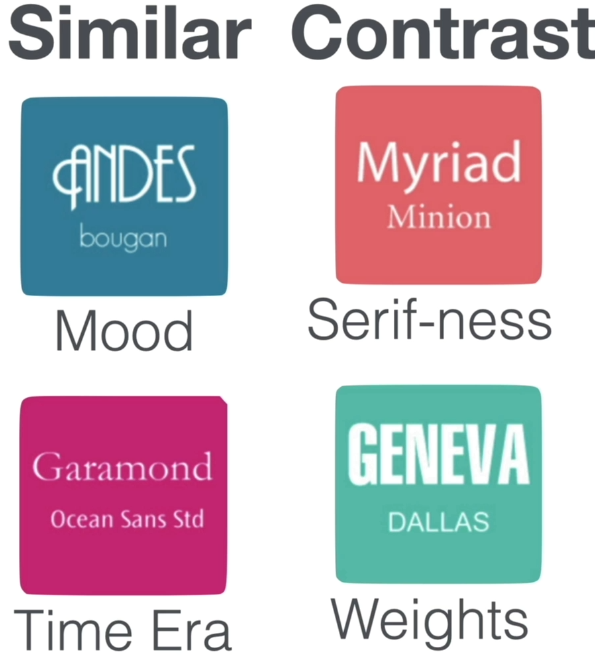 Similar Contrast
ANDES
bougan
Mood
Myriad
Minion
Serif-ness
Garamond
Ocean Sans Std
Time Era
GENEVA
DALLAS
Weights